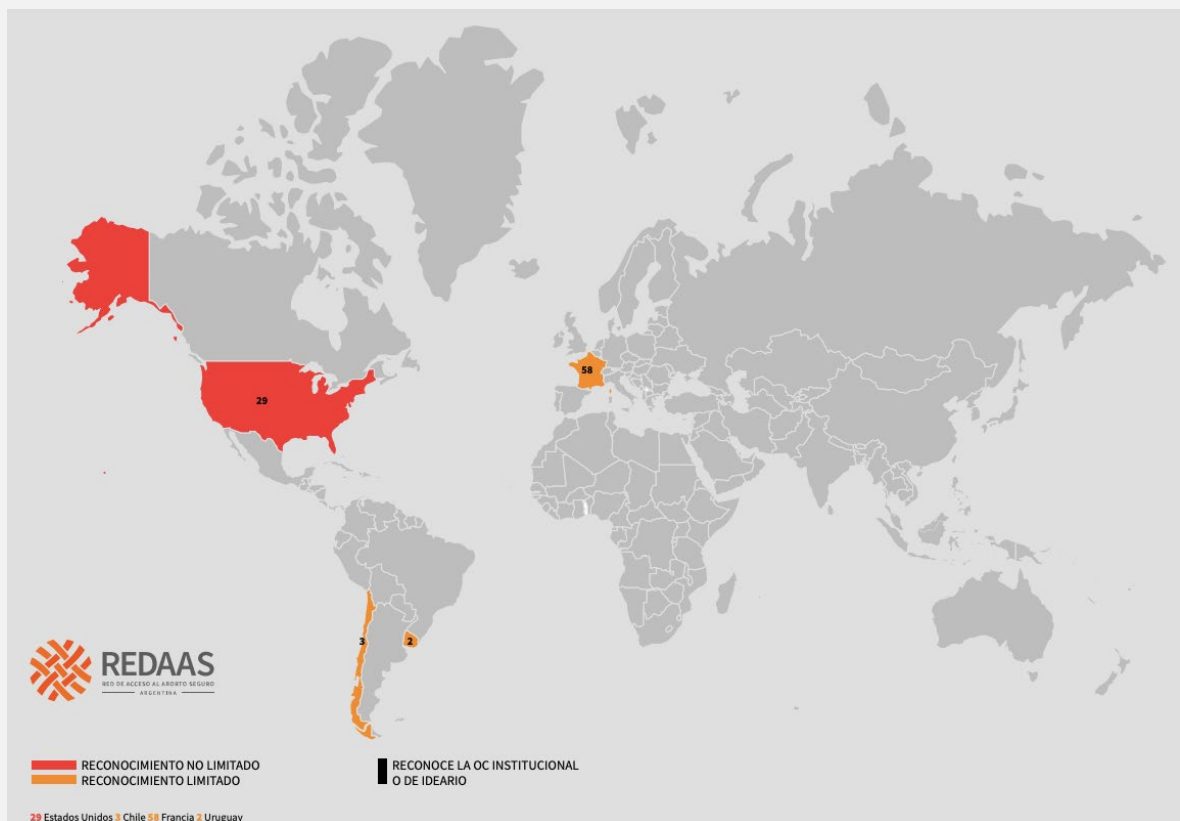 29
58
3
2
REDAAS
RED DE ACCESO AL ABORTO SEGURO
ARGENTINA
RECONOCIMIENTO NO LIMITADO
RECONOCIMIENTO LIMITADO
RECONOCE LA OC INSTITUCIONAL
O DE IDEARIO
29 Estados Unidos 3 Chile 58 Francia 2 Uruguay